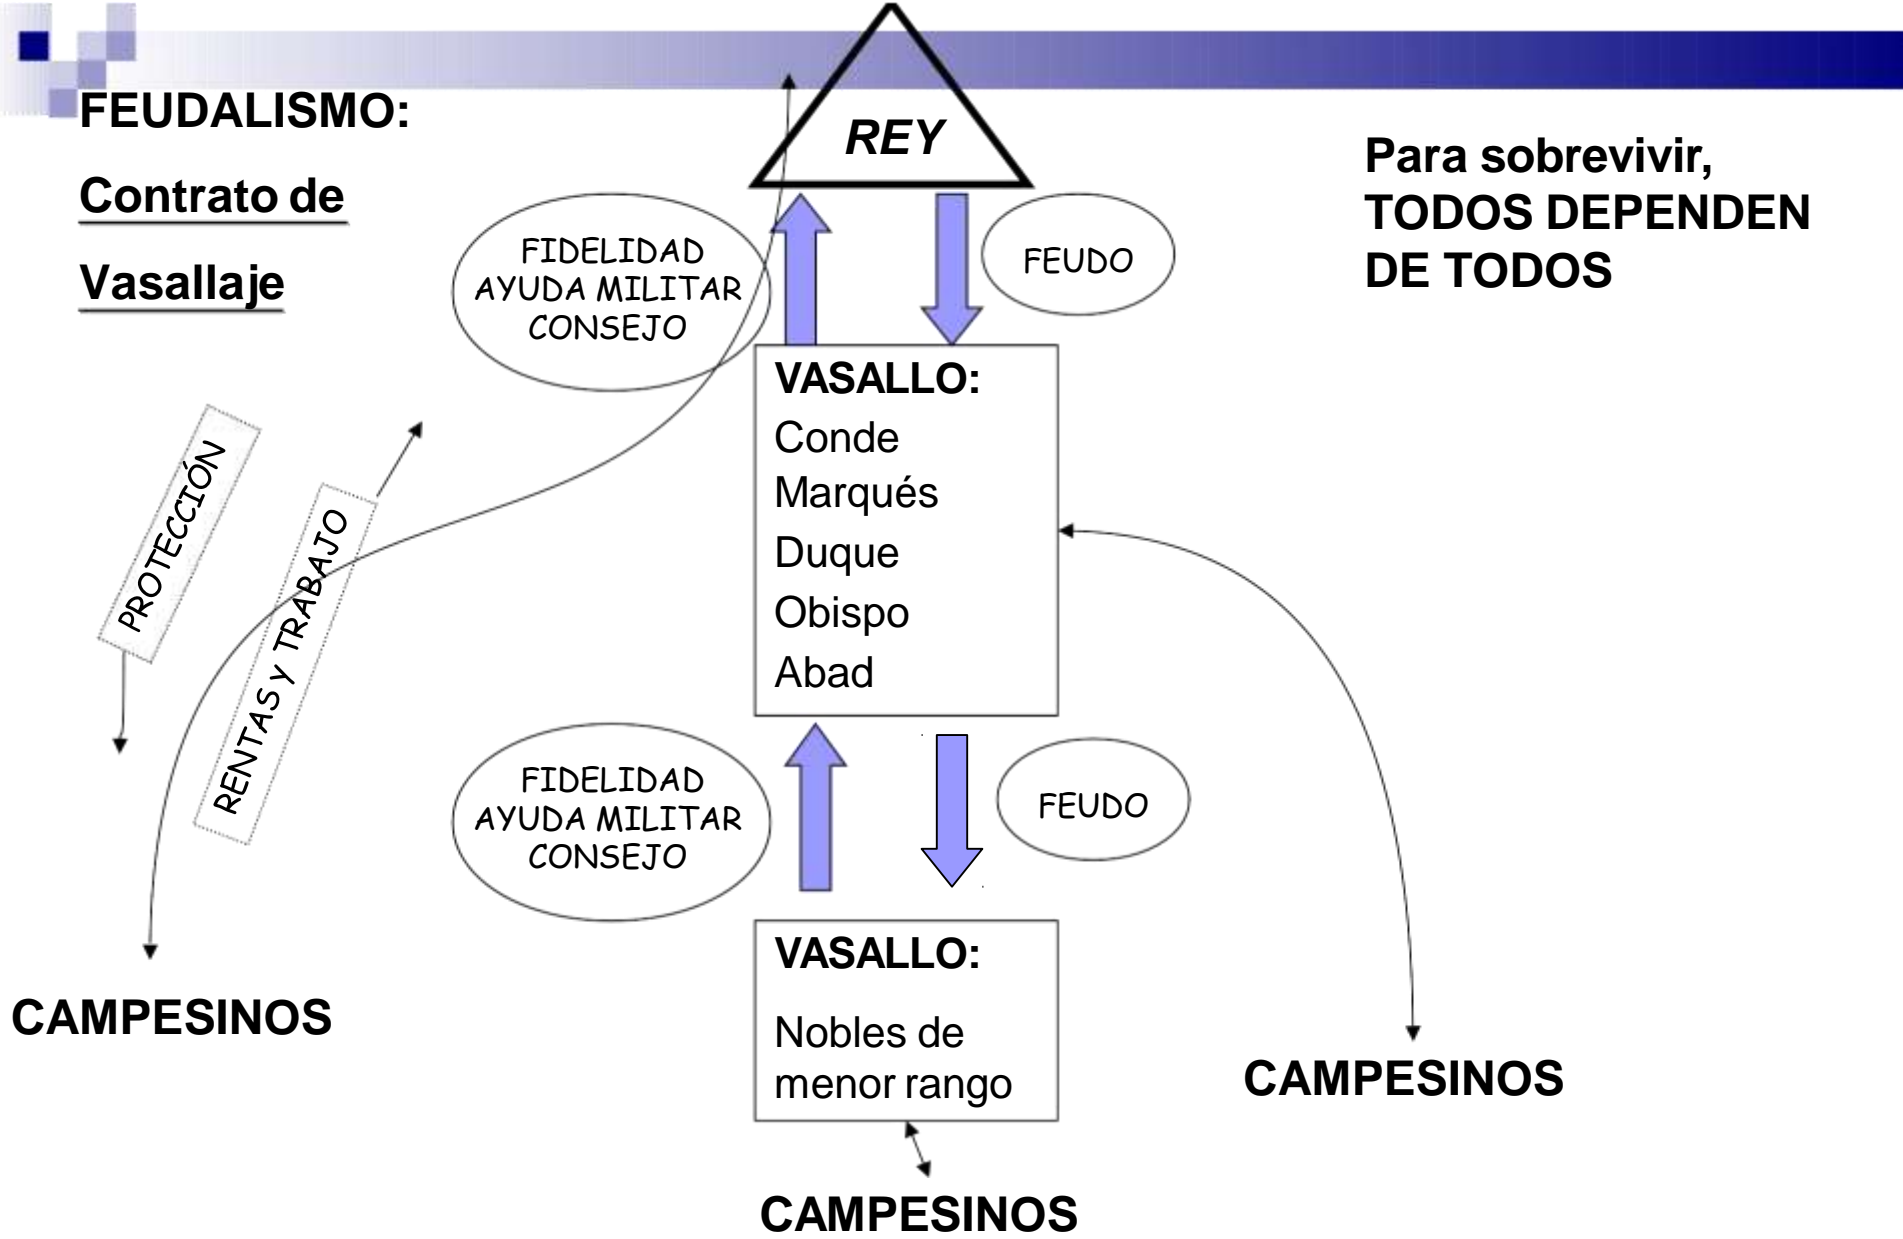 FEUDALISMO:
Contrato de
Vasallaje
REY
Para sobrevivir,
TODOS DEPENDEN
DE TODOS
FIDELIDAD
AYUDA MILITAR
CONSEJO
FEUDO
VASALLO:
Conde
Marqués
Duque
Obispo
Abad
PROTECCIÓN
RENTAS y TRABAJO
FIDELIDAD
AYUDA MILITAR
CONSEJO
FEUDO
VASALLO:
Nobles de
menor rango
CAMPESINOS
CAMPESINOS
CAMPESINOS